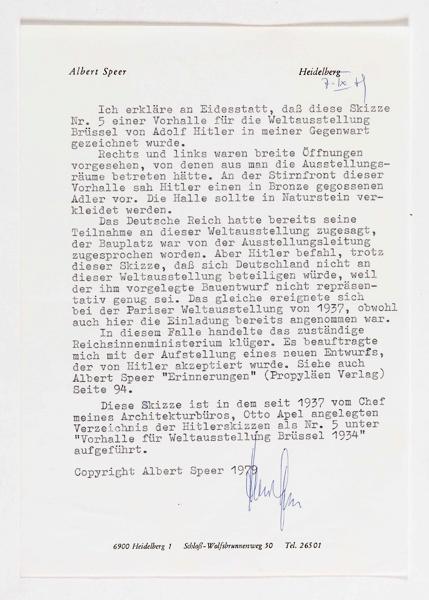 Albert Speer
Heidelberg
7. IX 79
Ich erkläre an Eidesstatt, daß diese Skizze
Nr. 5 einer Vorhalle für die Weltausstellung
Brüssel von Adolf Hitler in meiner Gegenwart
gezeichnet wurde.
Rechts und links waren breite Öffnungen
vorgesehen, von denen aus man die Ausstellungs-
räume betreten hätte. An der Stirnfront dieser
Vorhalle sah Hitler einen in Bronze gegossenen
Adler vor. Die Halle sollte in Naturstein ver-
kleidet werden.
Das Deutsche Reich hatte bereits seine
Teilnahme an dieser Weltausstellung zugesagt,
der Bauplatz war von der Ausstellungsleitung
zugesprochen worden. Aber Hitler befahl, trotz
dieser Skizze, daß sich Deutschland nicht an
dieser Weltausstellung beteiligen würde, weil
der ihm vorgelegte Bauentwurf nicht repräsen-
tativ genug sei. Das gleiche ereignete sich
bei der Pariser Weltausstellung von 1937, obwohl
auch hier die Einladung bereits angenommen war.
In diesem Falle handelte das zuständige
Reichsinnenministerium klüger. Es beauftragte
mich mit der Aufstellung eines neuen Entwurfs,
der von Hitler akzeptiert wurde. Siehe auch
Albert Speer "Erinnerungen" (Propyläen Verlag)
Seite 94.
Diese Skizze ist in dem seit 1937 vom Chef
meines Architekturbüros, Otto Apel angelegten
Verzeichnis der Hitlerskizzen als Nr. 5 unter
"Vorhalle für Weltausstellung Brüssel 1934"
aufgeführt.
Copyright Albert Speer 1979
6900 Heidelberg 1 Schloß-Wolfsbrunnenweg 50 Tel. 26501